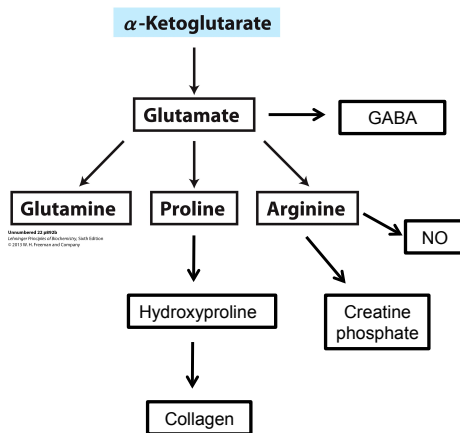 α-Ketoglutarate
Glutamate
GABA
Glutamine
Proline
Arginine
Unnumbered 22 p892b
Lehninger Principles of Biochemistry, Sixth Edition
© 2013 W. H. Freeman and Company
NO
Hydroxyproline
Creatine
phosphate
Collagen